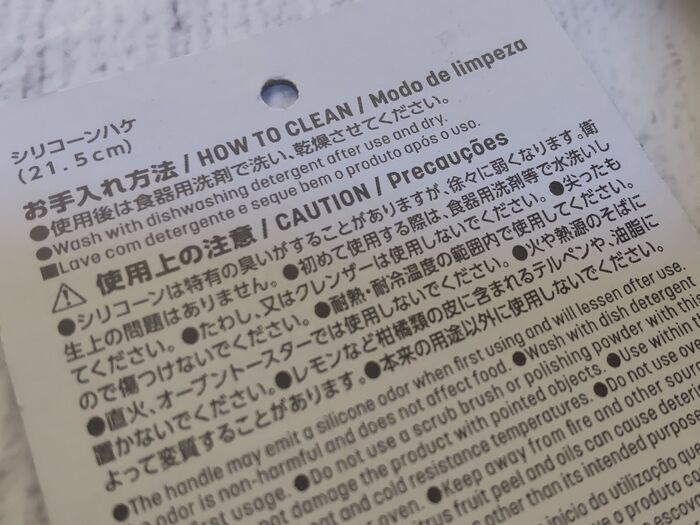 シリコーンハケ
(21.5cm)
お手入れ方法 / HOW TO CLEAN / Modo de limpeza
●使用後は食器用洗剤で洗い、乾燥させてください。
●Wash with dishwashing detergent after use and dry.
■Lave com detergente e seque bem o produto após o uso.
⚠ 使用上の注意 / CAUTION / Precauções
●シリコーンは特有の臭いがすることがありますが、徐々に弱くなります。衛
生上の問題はありません。●初めて使用する際は、食器用洗剤等で水洗いし
てください。●たわし、又はクレンザーは使用しないでください。●尖ったも
ので傷つけないでください。●耐熱・耐冷温度の範囲内で使用してください。
●直火、オーブントースターでは使用しないでください。●火や熱源のそばに
置かないでください。●レモンなど柑橘類の皮に含まれるテルペンや、油脂に
よって変質することがあります。●本来の用途以外に使用しないでください。
●The handle may emit a silicone odor when first using and will lessen after use.
odor is non-harmful and does not affect food. ●Wash with dish detergent
first usage. ●Do not use a scrub brush or polishing powder with the
not damage the product with pointed objects. ●Use within
and cold resistance temperatures. ●Do not use
oven. ●Keep away from fire and other
fruit peel and oils can cause
other than its intended
início da utilização
o produto